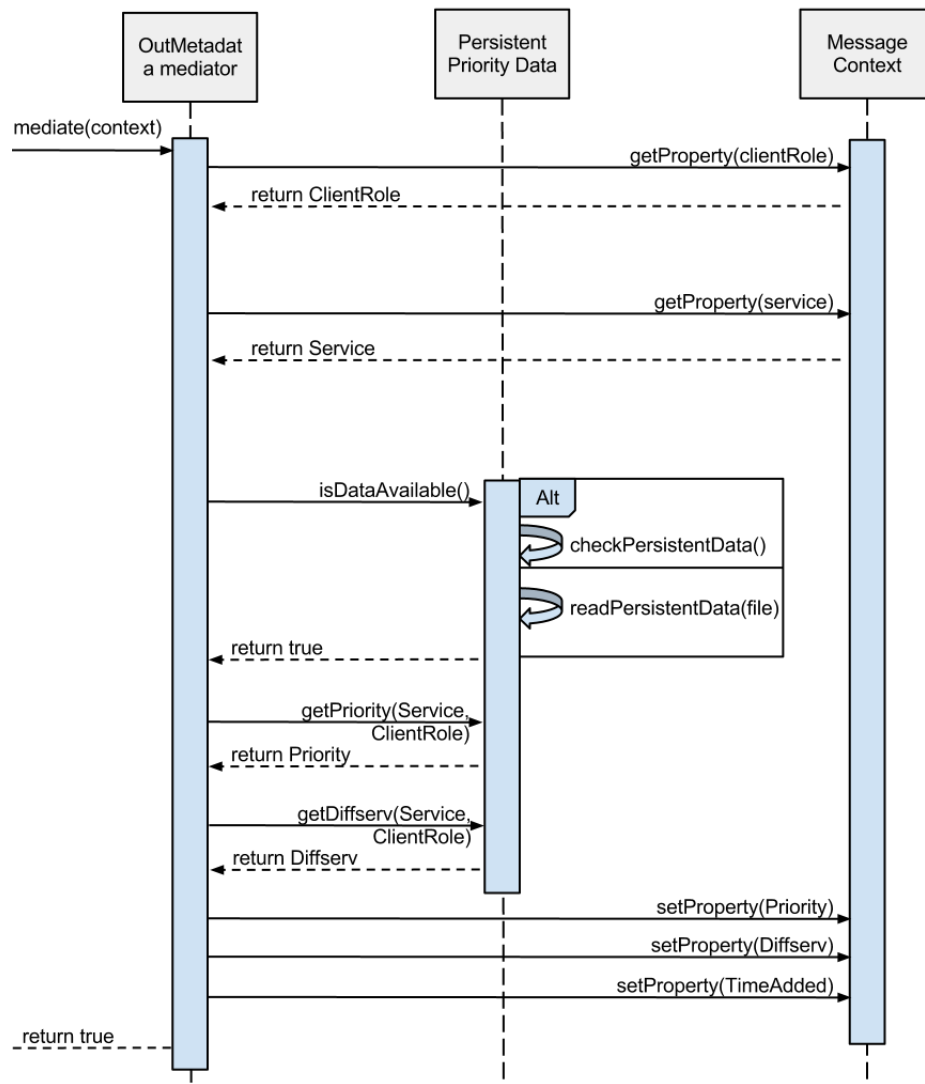 OutMetadat
a mediator
Persistent
Priority Data
Message
Context
mediate(context)
getProperty(clientRole)
return ClientRole
getProperty(service)
return Service
isDataAvailable()
Alt
checkPersistentData()
readPersistentData(file)
return true
getPriority(Service,
ClientRole)
return Priority
getDiffserv(Service,
ClientRole)
return Diffserv
setProperty(Priority)
setProperty(Diffserv)
setProperty(TimeAdded)
return true